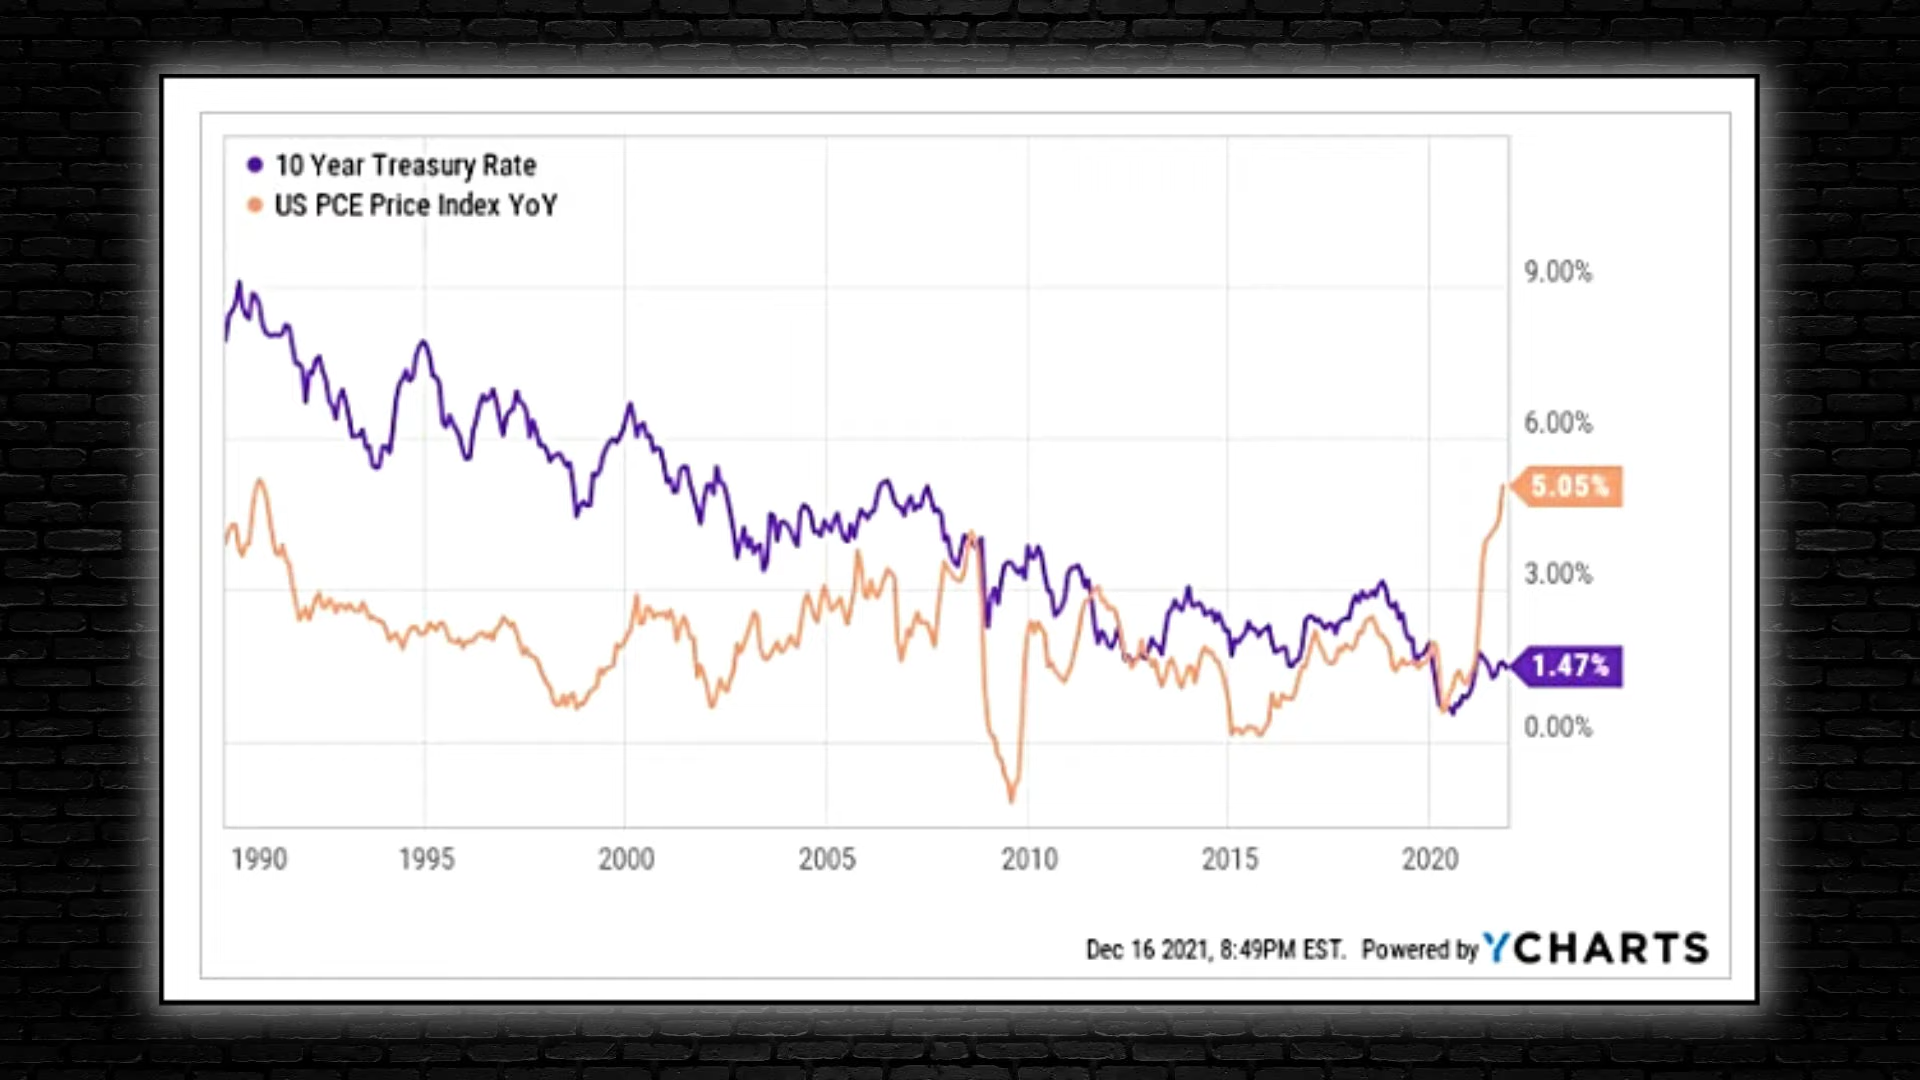 10 Year Treasury Rate
US PCE Price Index YoY
9.00%
6.00%
5.05%
3.00%
1.47%
0.00%
1990 1995 2000 2005 2010 2015 2020
Dec 16 2021, 8:49PM EST. Powered by YCHARTS